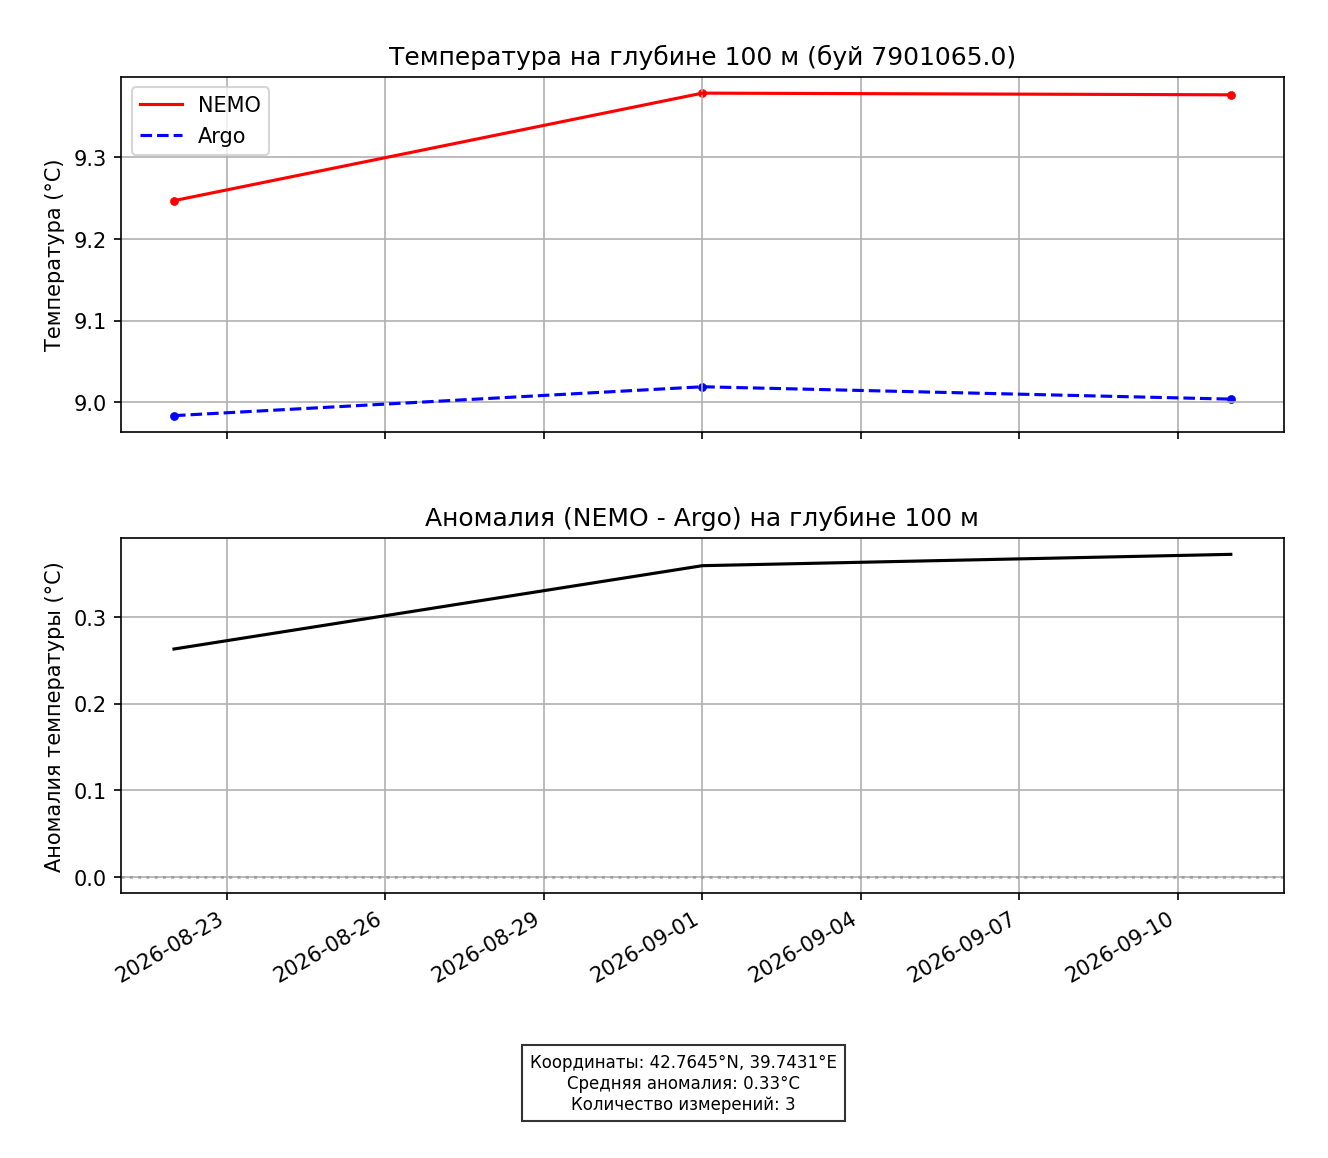 Температура на глубине 100 м (буй 7901065.0)
NEMO
Argo
Температура (°C)
9.3
9.2
9.1
9.0
Аномалия (NEMO - Argo) на глубине 100 м
Аномалия температуры (°C)
0.3
0.2
0.1
0.0
2026-08-23
2026-08-26
2026-08-29
2026-09-01
2026-09-04
2026-09-07
2026-09-10
Координаты: 42.7645°N, 39.7431°E
Средняя аномалия: 0.33°C
Количество измерений: 3